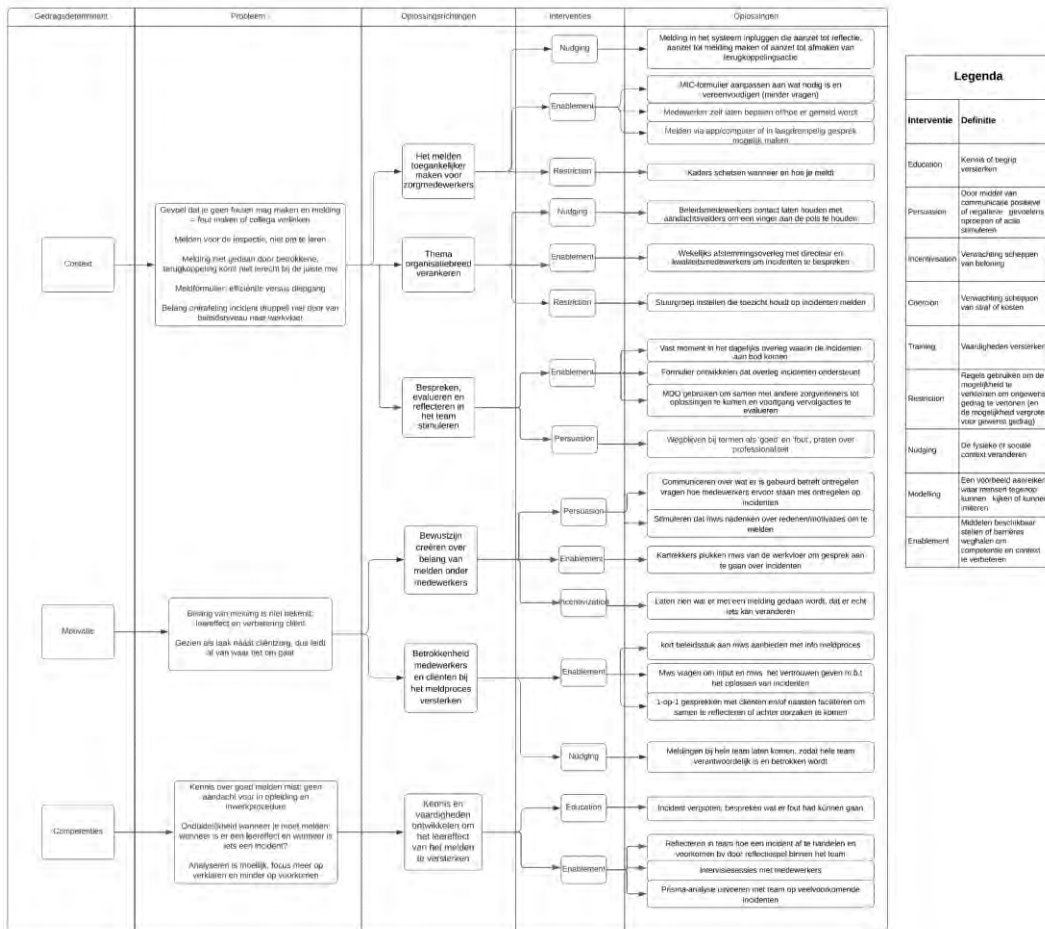 Gedragsdeterminant
Probleem
Oplossingsrichtingen
Interventies
Oplossingen
Context
Gevoel dat je geen fouten mag maken en melding
= fout maken of collega verlinken
Melden voor de inspectie, niet om te leren
Melding niet gedaan door betrokkene,
terugkoppeling komt niet terecht bij de juiste mw
Meldformulier: efficiëntie versus diepgang
Belang ontrafeling incident druppelt niet door van
beleidsniveau naar werkvloer
Het melden
toegankelijker
maken voor
zorgmedewerkers
Nudging
Melding in het systeem inpluggen die aanzet tot reflectie,
aanzet tot melding maken of aanzet tot afmaken van
terugkoppelingsactie
Enablement
MIC-formulier aanpassen aan wat nodig is en
vereenvoudigen (minder vragen)
Medewerker zelf laten bepalen of/hoe er gemeld wordt
Melden via app/computer of in laagdrempelig gesprek
mogelijk maken
Restriction
Kaders schetsen wanneer en hoe je meldt
Thema
organisatiebreed
verankeren
Nudging
Beleidsmedewerkers contact laten houden met
aandachtsvelders om een vinger aan de pols te houden
Enablement
Wekelijks afstemmingsoverleg met directeur en
kwaliteitsmedewerkers om incidenten te bespreken
Restriction
Stuurgroep instellen die toezicht houdt op incidenten melden
Bespreken,
evalueren en
reflecteren in
het team
stimuleren
Enablement
Vast moment in het dagelijks overleg waarin de incidenten
aan bod komen
Formulier ontwikkelen dat overleg incidenten ondersteunt
MDO gebruiken om samen met andere zorgverleners tot
oplossingen te komen en voortgang vervolgacties te
evalueren
Persuasion
Wegblijven bij termen als 'goed' en 'fout', praten over
professionaliteit
Motivatie
Belang van melding is niet bekend:
leereffect en verbetering cliënt
Gezien als taak náást cliëntzorg, dus leidt
af van waar het om gaat
Bewustzijn
creëren over
belang van
melden onder
medewerkers
Persuasion
Communiceren over wat er is gebeurd betreft ontregelen
vragen hoe medewerkers ervoor staan met ontregelen op
incidenten
Stimuleren dat mws nadenken over redenen/motivaties om te
melden
Enablement
Kartrekkers plukken mws van de werkvloer om gesprek aan
te gaan over incidenten
Incentivization
Laten zien wat er met een melding gedaan wordt, dat er echt
iets kan veranderen
Betrokkenheid
medewerkers
en cliënten bij
het meldproces
versterken
Enablement
kort beleidsstuk aan mws aanbieden met info meldproces
Mws vragen om input en mws het vertrouwen geven m.b.t
het oplossen van incidenten
1-op-1 gesprekken met cliënten en/of naasten faciliteren om
samen te reflecteren of achter oorzaken te komen
Nudging
Meldingen bij hele team laten komen, zodat hele team
verantwoordelijk is en betrokken wordt
Competenties
Kennis over goed melden mist: geen
aandacht voor in opleiding en
inwerkprocedure
Onduidelijkheid wanneer je moet melden:
wanneer is er een leereffect en wanneer is
iets een incident?
Analyseren is moeilijk, focus meer op
verklaren en minder op voorkomen
Kennis en
vaardigheden
ontwikkelen om
het leereffect
van het melden
te versterken
Education
Incident vergroten: bespreken wat er fout had kúnnen gaan
Enablement
Reflecteren in team hoe een incident af te handelen en
voorkomen bv door reflectiespel binnen het team
Intervisiesessies met medewerkers
Prisma-analyse uitvoeren met team op veelvoorkomende
incidenten
Legenda
Interventie
Definitie
Education
Kennis of begrip
versterken
Persuasion
Door middel van
communicatie positieve
of negatieve gevoelens
oproepen of actie
stimuleren
Incentivisation
Verwachting scheppen
van beloning
Coercion
Verwachting scheppen
van straf of kosten
Training
Vaardigheden versterken
Restriction
Regels gebruiken om de
mogelijkheid te
verkleinen om ongewenst
gedrag te vertonen (en
de mogelijkheid vergroten
voor gewenst gedrag)
Nudging
De fysieke of sociale
context veranderen
Modelling
Een voorbeeld aanreiken
waar mensen tegenop
kunnen kijken of kunnen
imiteren
Enablement
Middelen beschikbaar
stellen of barrières
weghalen om
competentie en context
te verbeteren